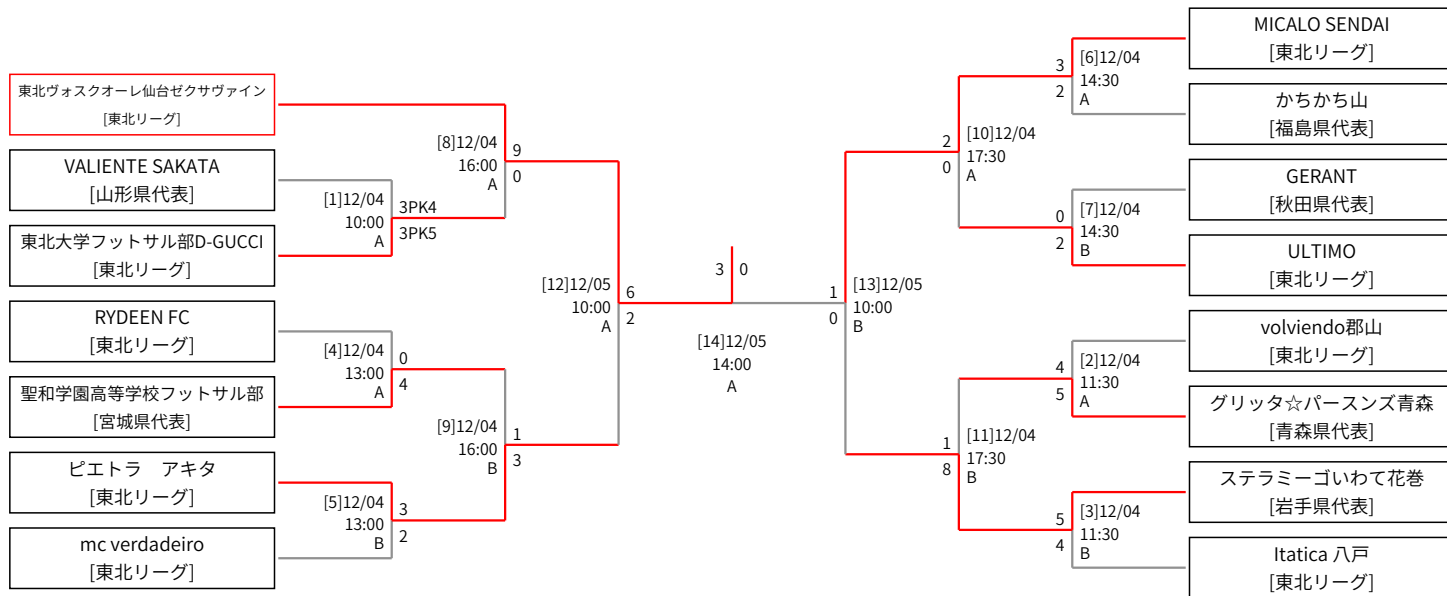 東北ヴォスクオーレ仙台ゼクサヴァイン
[東北リーグ]
VALIENTE SAKATA
[山形県代表]
東北大学フットサル部D-GUCCI
[東北リーグ]
RYDEEN FC
[東北リーグ]
聖和学園高等学校フットサル部
[宮城県代表]
ピエトラ　アキタ
[東北リーグ]
mc verdadeiro
[東北リーグ]
[1]12/04
10:00
A
3PK4
3PK5
[4]12/04
13:00
A
0
4
[5]12/04
13:00
B
3
2
[8]12/04
16:00
A
9
0
[9]12/04
16:00
B
1
3
[12]12/05
10:00
A
6
2
3
0
[14]12/05
14:00
A
1
0
[13]12/05
10:00
B
2
0
[10]12/04
17:30
A
1
8
[11]12/04
17:30
B
3
2
[6]12/04
14:30
A
0
2
[7]12/04
14:30
B
4
5
[2]12/04
11:30
A
5
4
[3]12/04
11:30
B
MICALO SENDAI
[東北リーグ]
かちかち山
[福島県代表]
GERANT
[秋田県代表]
ULTIMO
[東北リーグ]
volviendo郡山
[東北リーグ]
グリッタ☆パースンズ青森
[青森県代表]
ステラミーゴいわて花巻
[岩手県代表]
Itatica 八戸
[東北リーグ]